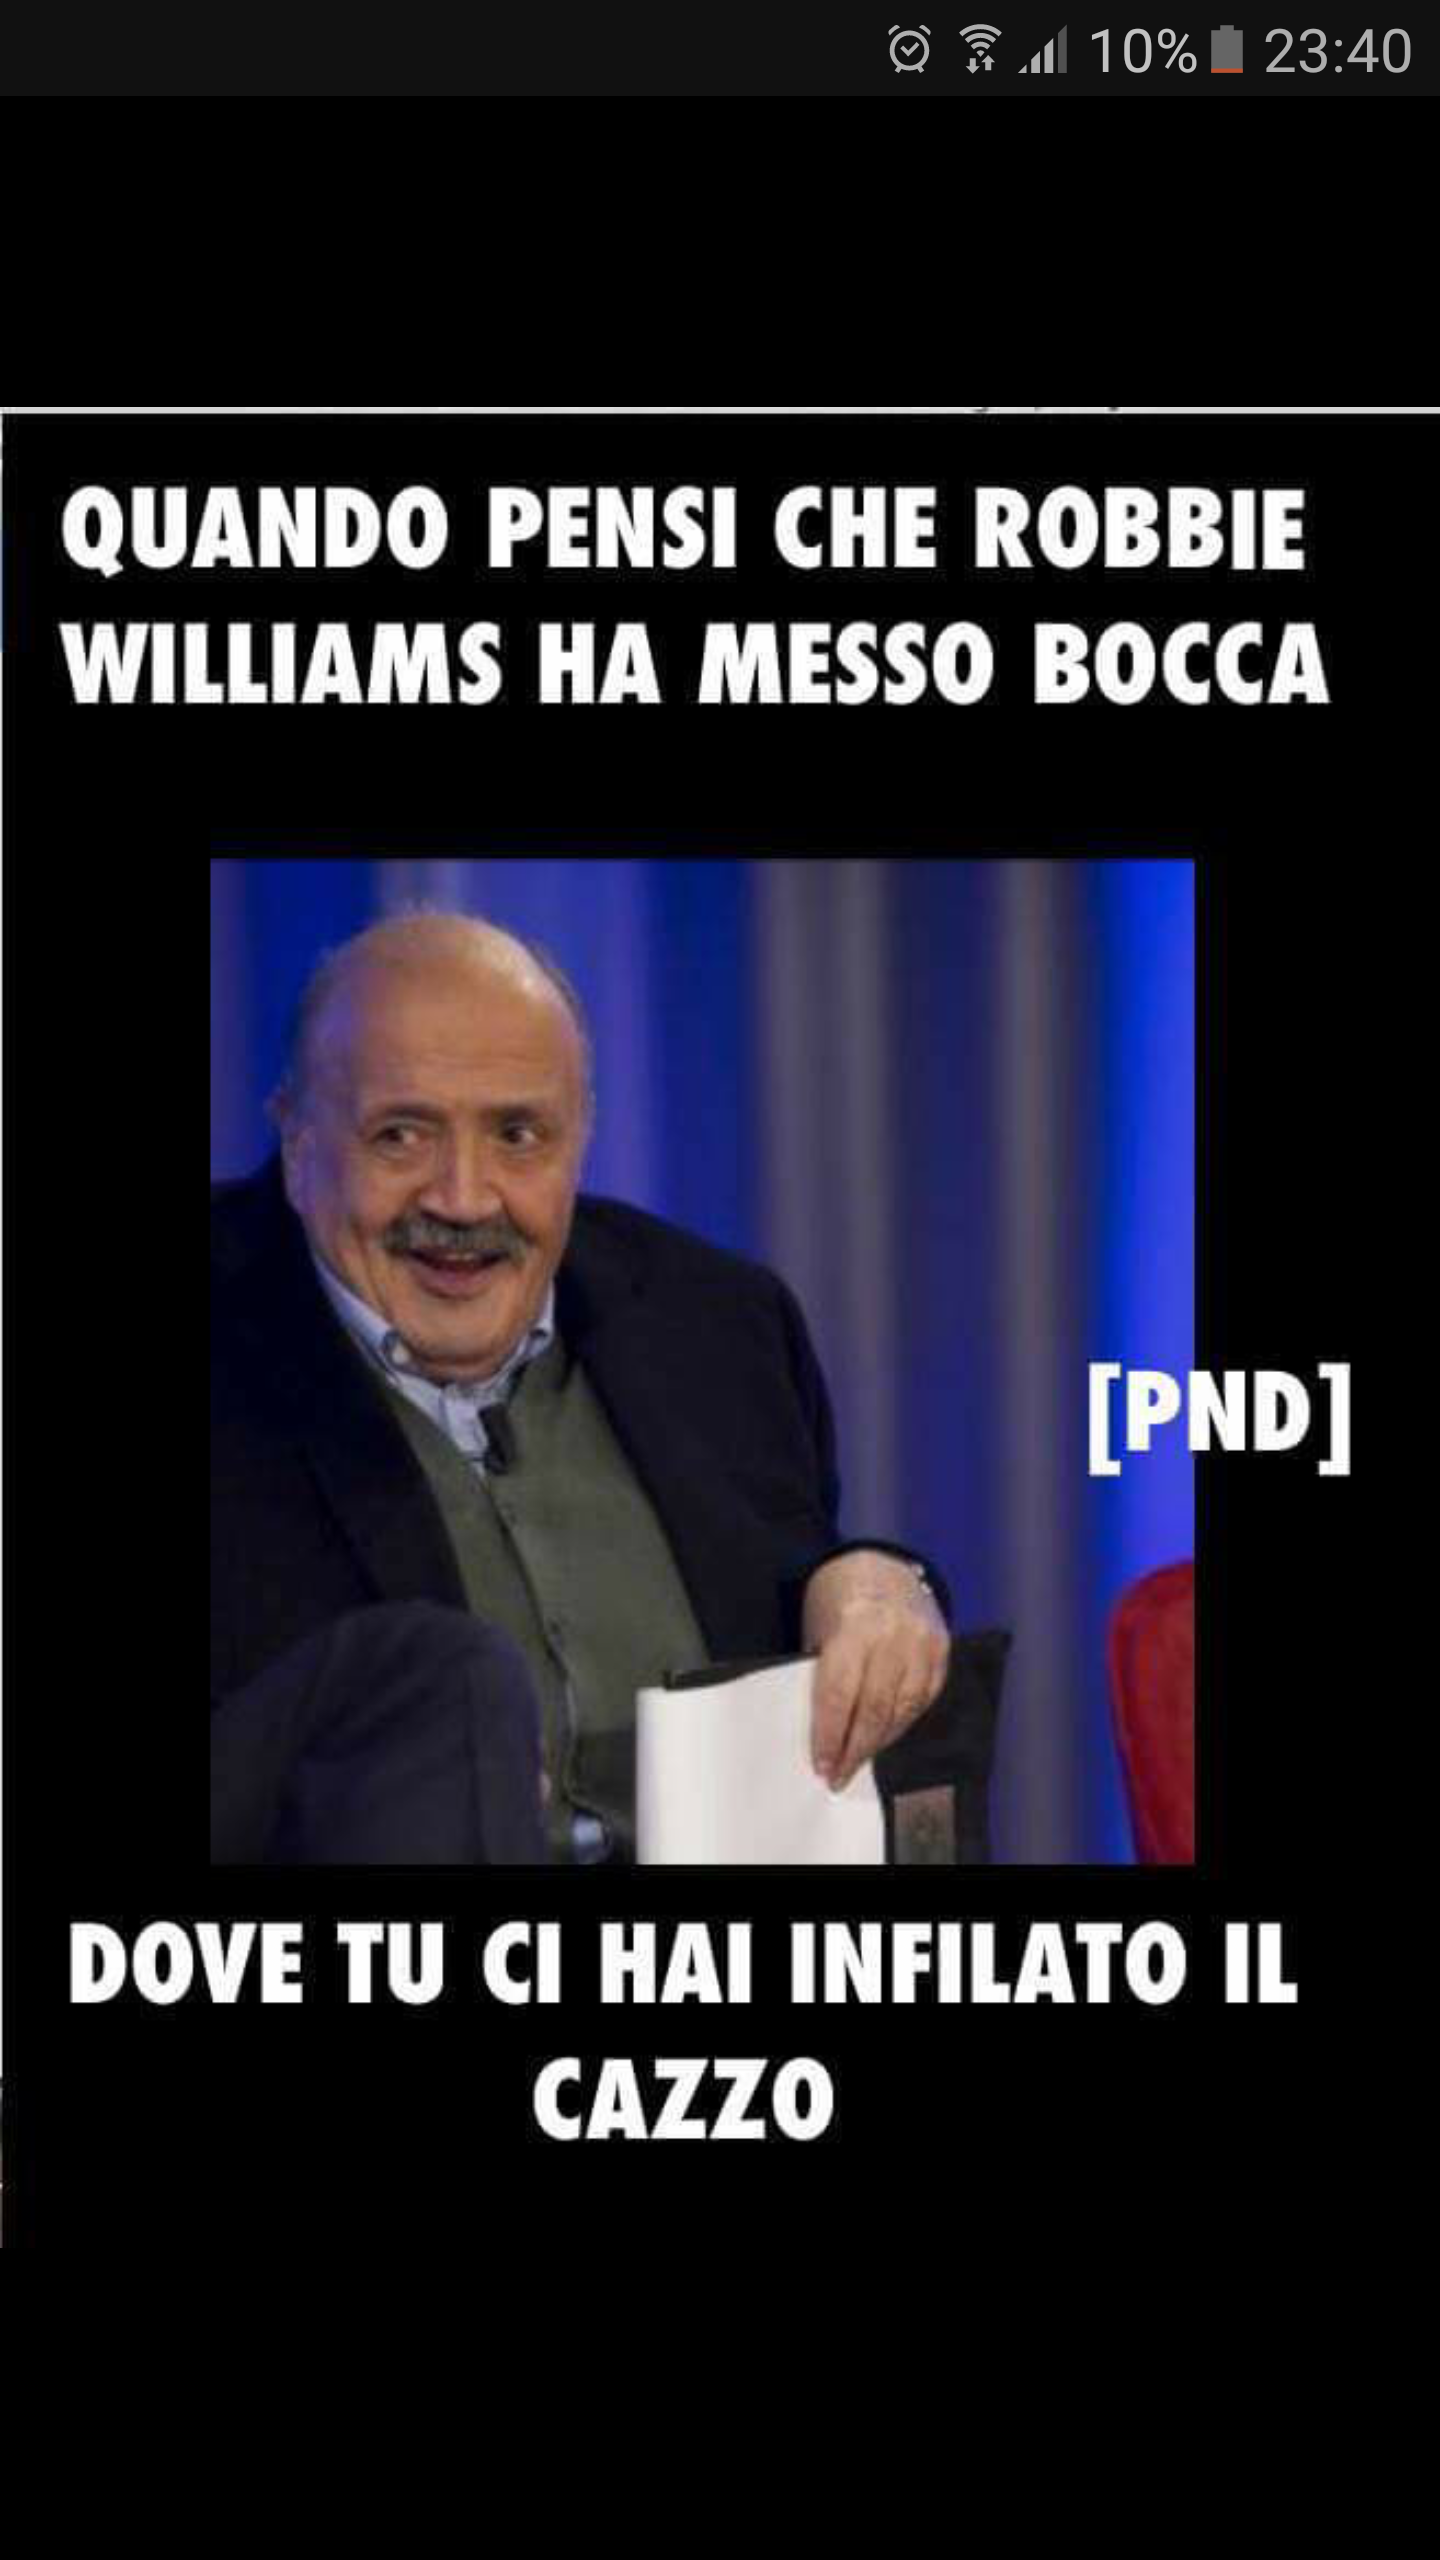 10% 23:40
QUANDO PENSI CHE ROBBIE
WILLIAMS HA MESSO BOCCA
[PND]
DOVE TU CI HAI INFILATO IL
CAZZO